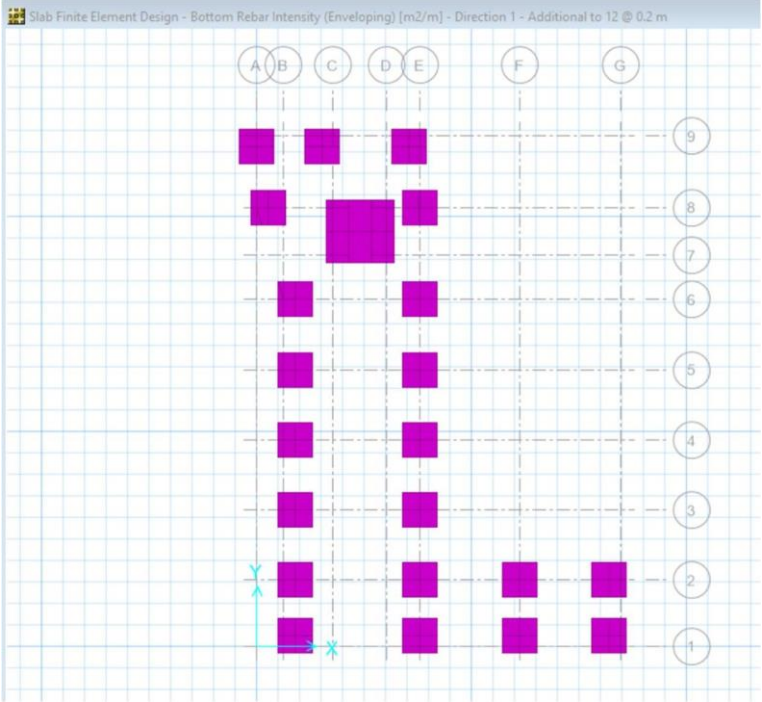 Slab Finite Element Design - Bottom Rebar Intensity (Enveloping) [m2/m] - Direction 1 - Additional to 12 @ 0.2 m
A B C D E F G
9
8
7
6
5
4
3
Y
2
1
X